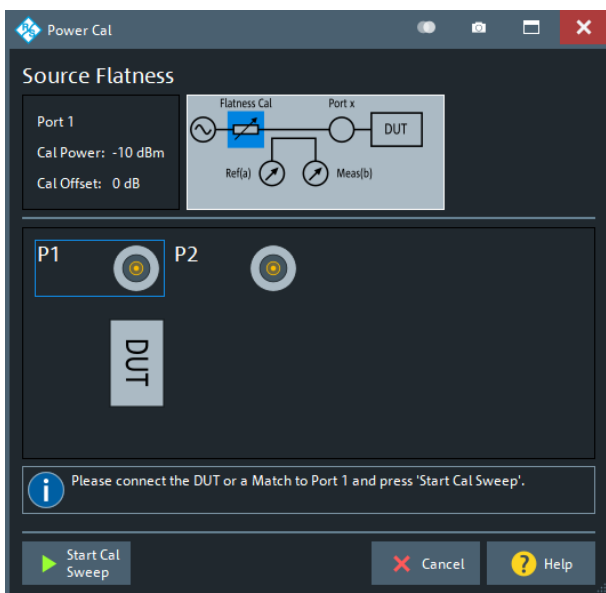 Power Cal
Source Flatness
Port 1
Cal Power: -10 dBm
Cal Offset: 0 dB
Flatness Cal
Port x
DUT
Ref(a)
Meas(b)
P1
P2
DUT
i
Please connect the DUT or a Match to Port 1 and press 'Start Cal Sweep'.
Start Cal
Sweep
Cancel
? Help